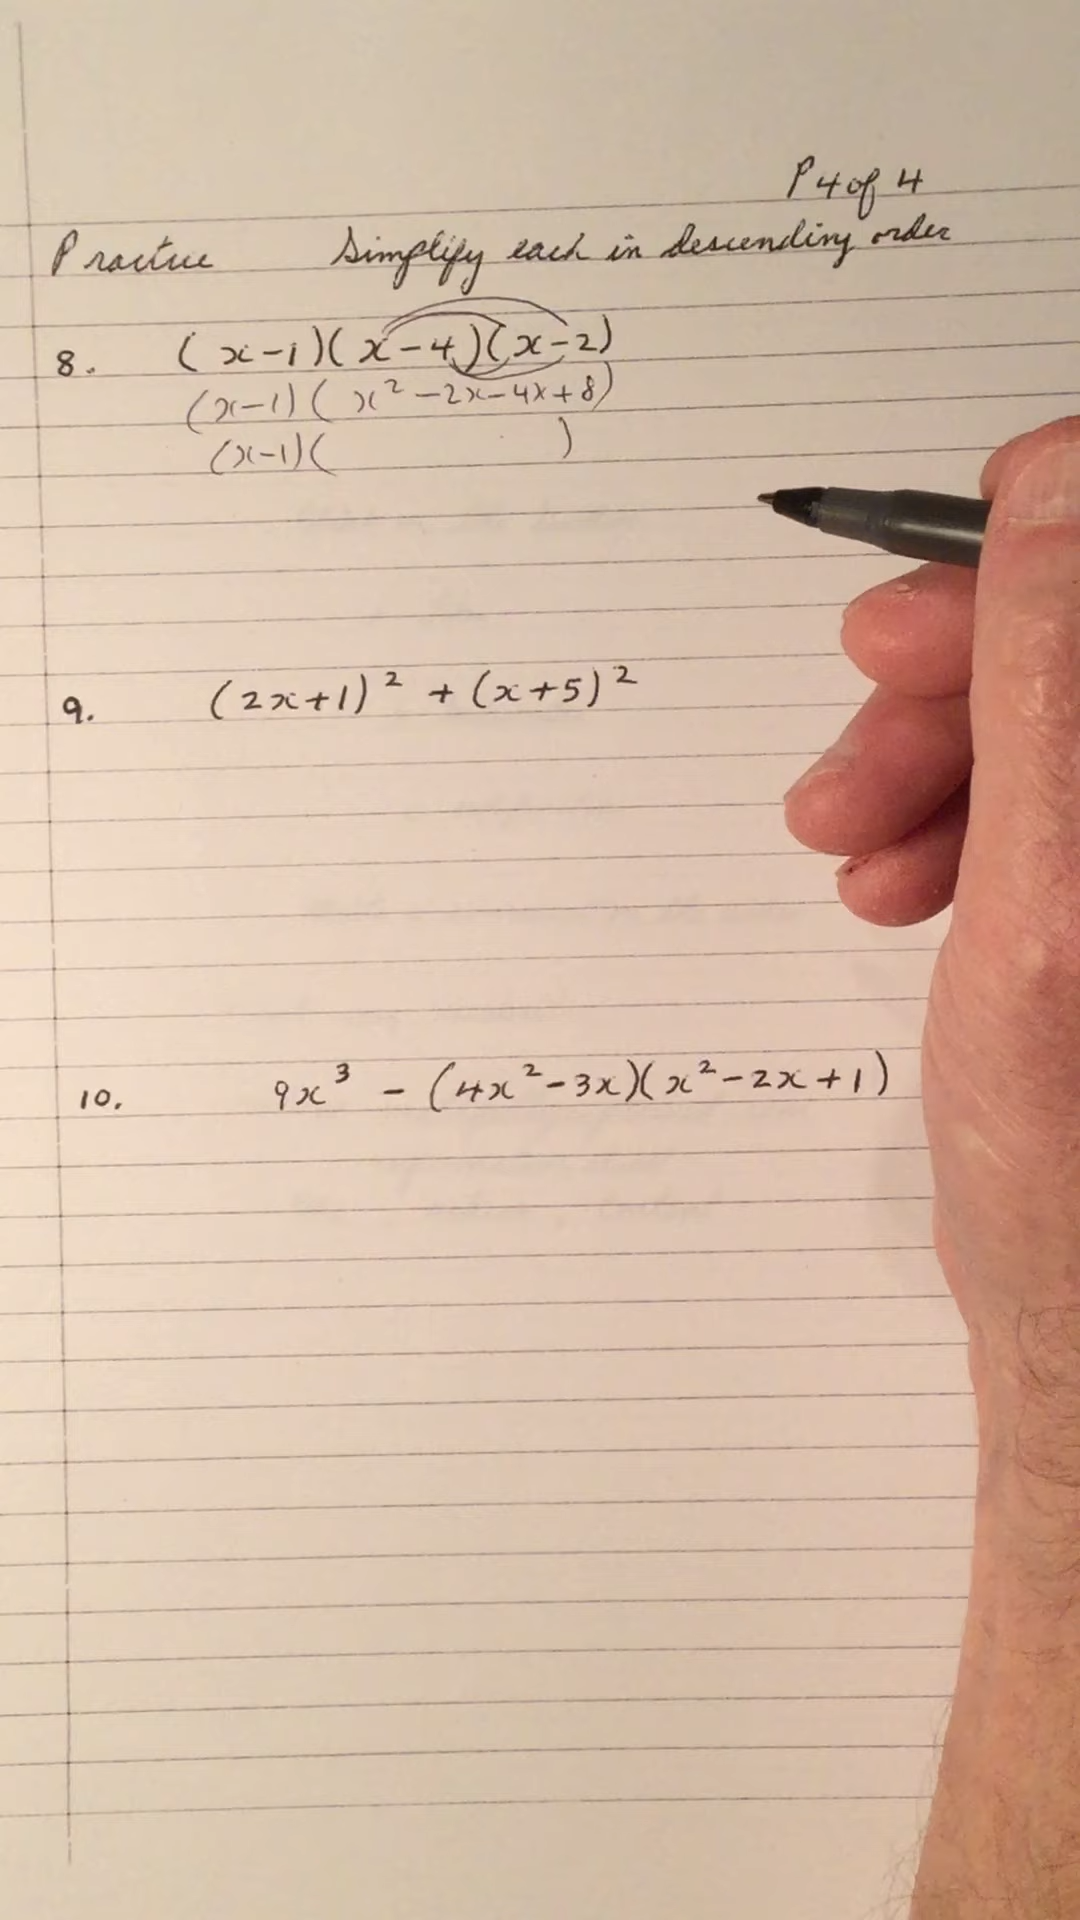 P 4 of 4
Practice Simplify each in descending order
8. (x-1)(x-4)(x-2)
(x-1)(x²-2x-4x+8)
(x-1)( )
9. (2x+1)² + (x+5)²
10. 9x³ - (4x²-3x)(x²-2x+1)